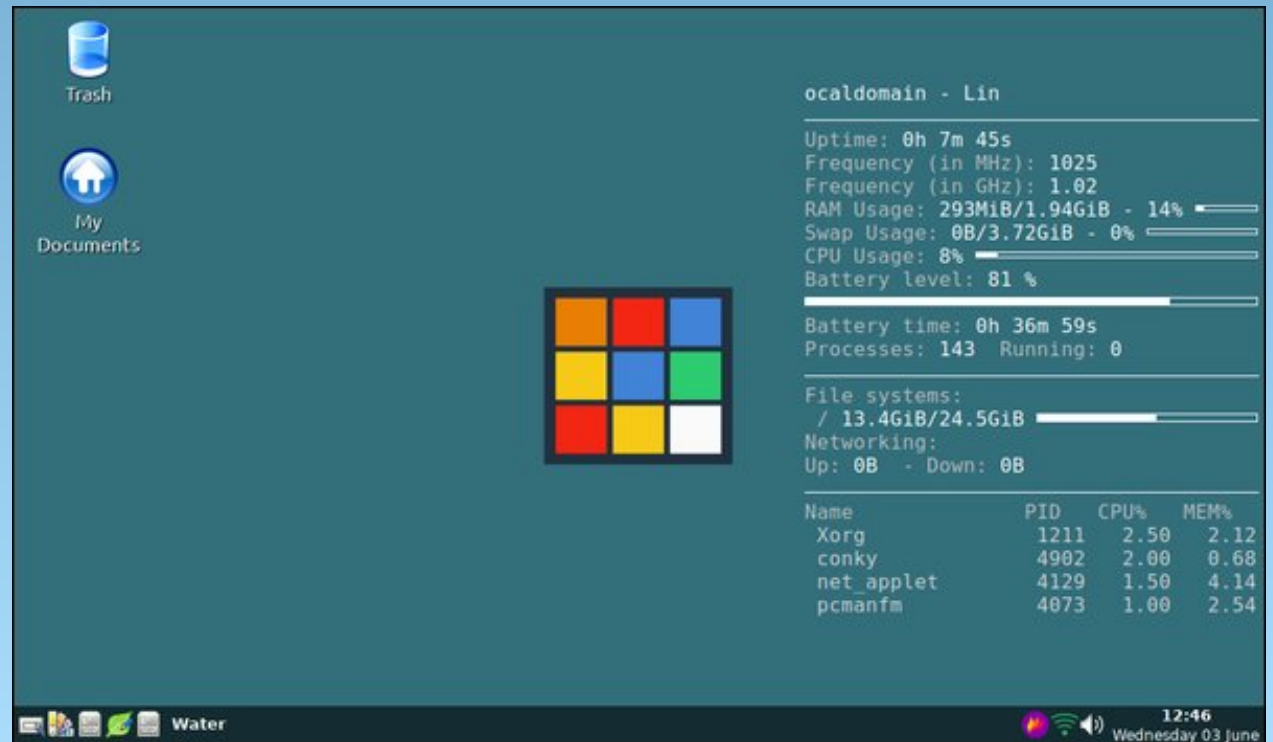 Trash
My
Documents
ocaldomain - Lin
Uptime: 0h 7m 45s
Frequency (in MHz): 1025
Frequency (in GHz): 1.02
RAM Usage: 293MiB/1.94GiB - 14%
Swap Usage: 0B/3.72GiB - 0%
CPU Usage: 8%
Battery level: 81 %
Battery time: 0h 36m 59s
Processes: 143 Running: 0
File systems:
/ 13.4GiB/24.5GiB
Networking:
Up: 0B - Down: 0B
Name PID CPU% MEM%
Xorg 1211 2.50 2.12
conky 4902 2.00 0.68
net_applet 4129 1.50 4.14
pcmanfm 4073 1.00 2.54
Water
12:46
Wednesday 03 June